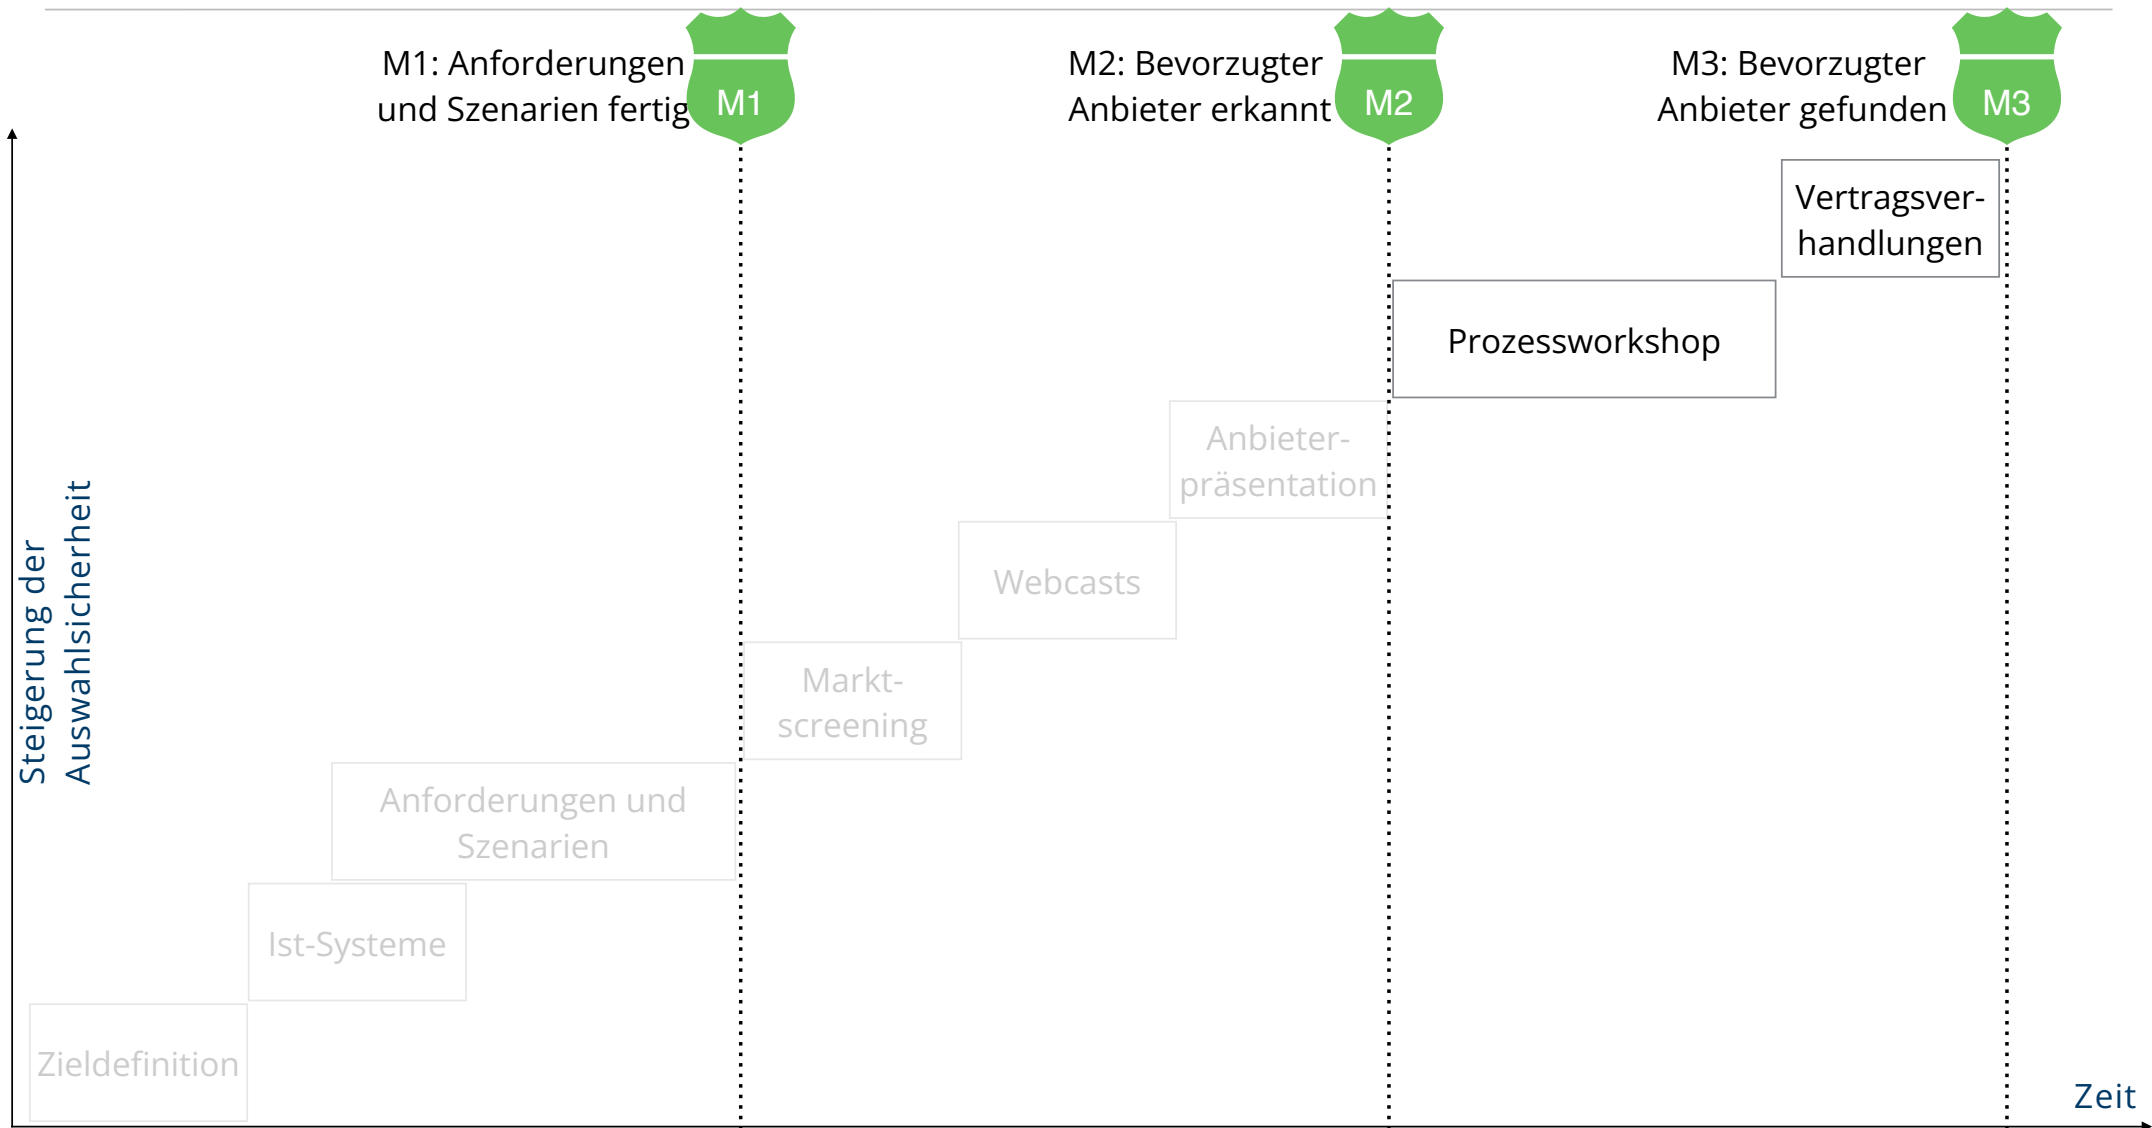 M1: Anforderungen
und Szenarien fertig
M1
M2: Bevorzugter
Anbieter erkannt
M2
M3: Bevorzugter
Anbieter gefunden
M3
Vertragsver-
handlungen
Prozessworkshop
Anbieter-
präsentation
Webcasts
Markt-
screening
Anforderungen und
Szenarien
Ist-Systeme
Zieldefinition
Steigerung der
Auswahlsicherheit
Zeit